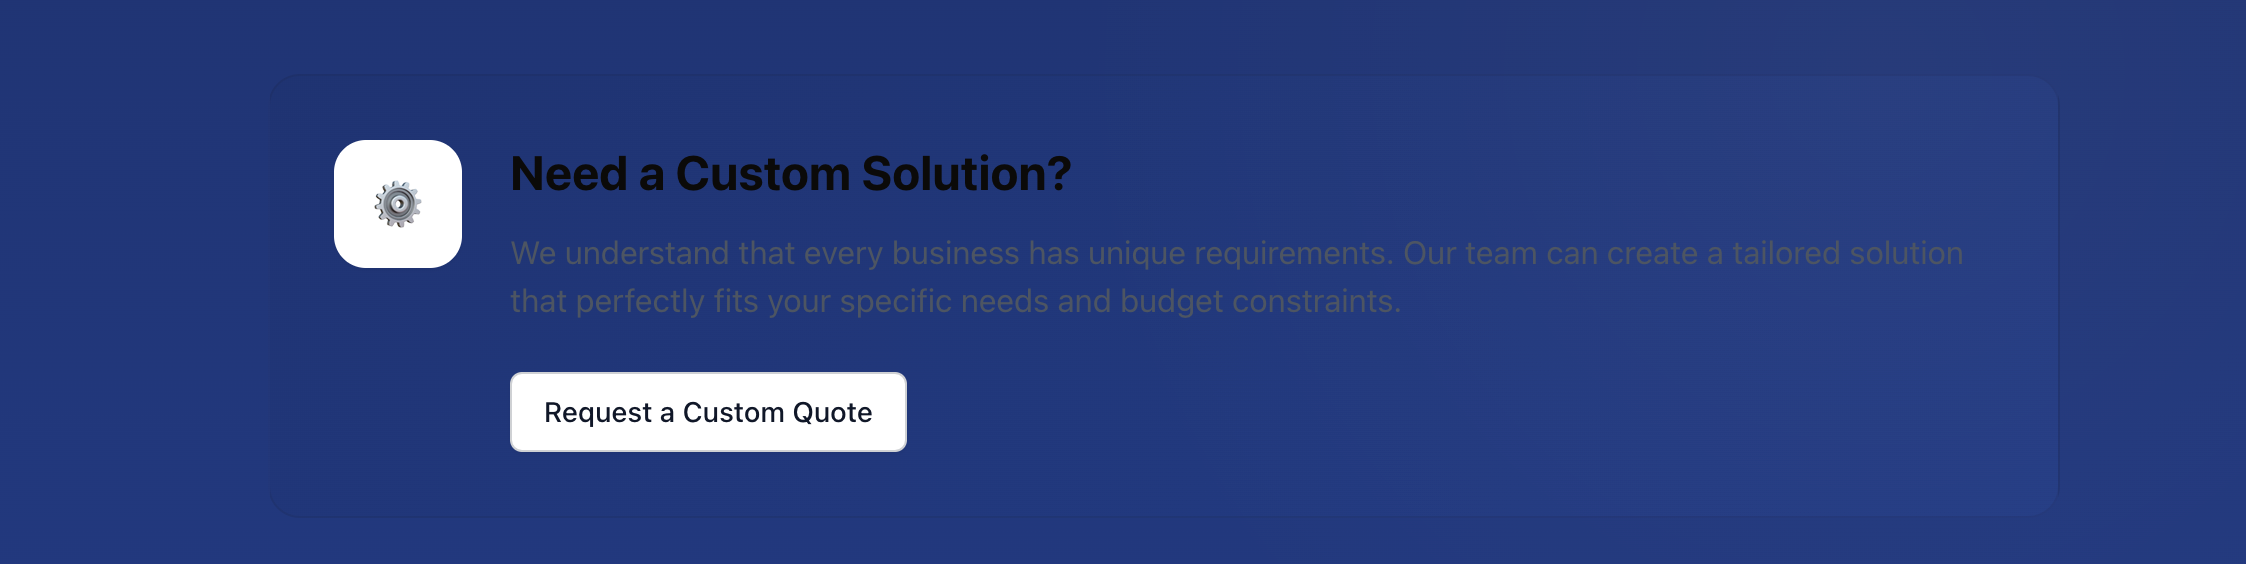 Need a Custom Solution?
We understand that every business has unique requirements. Our team can create a tailored solution
that perfectly fits your specific needs and budget constraints.
Request a Custom Quote